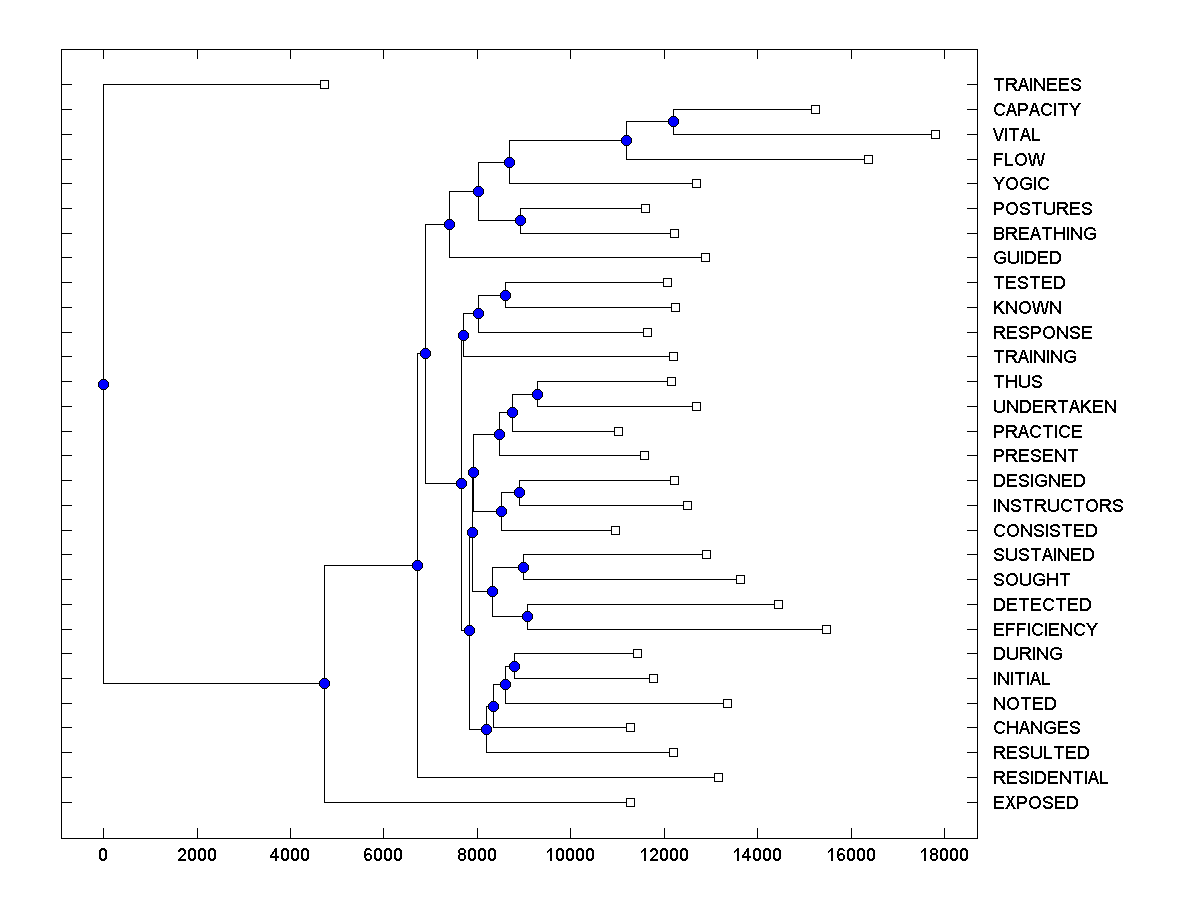 TRAINEES
CAPACITY
VITAL
FLOW
YOGIC
POSTURES
BREATHING
GUIDED
TESTED
KNOWN
RESPONSE
TRAINING
THUS
UNDERTAKEN
PRACTICE
PRESENT
DESIGNED
INSTRUCTORS
CONSISTED
SUSTAINED
SOUGHT
DETECTED
EFFICIENCY
DURING
INITIAL
NOTED
CHANGES
RESULTED
RESIDENTIAL
EXPOSED
0 2000 4000 6000 8000 10000 12000 14000 16000 18000